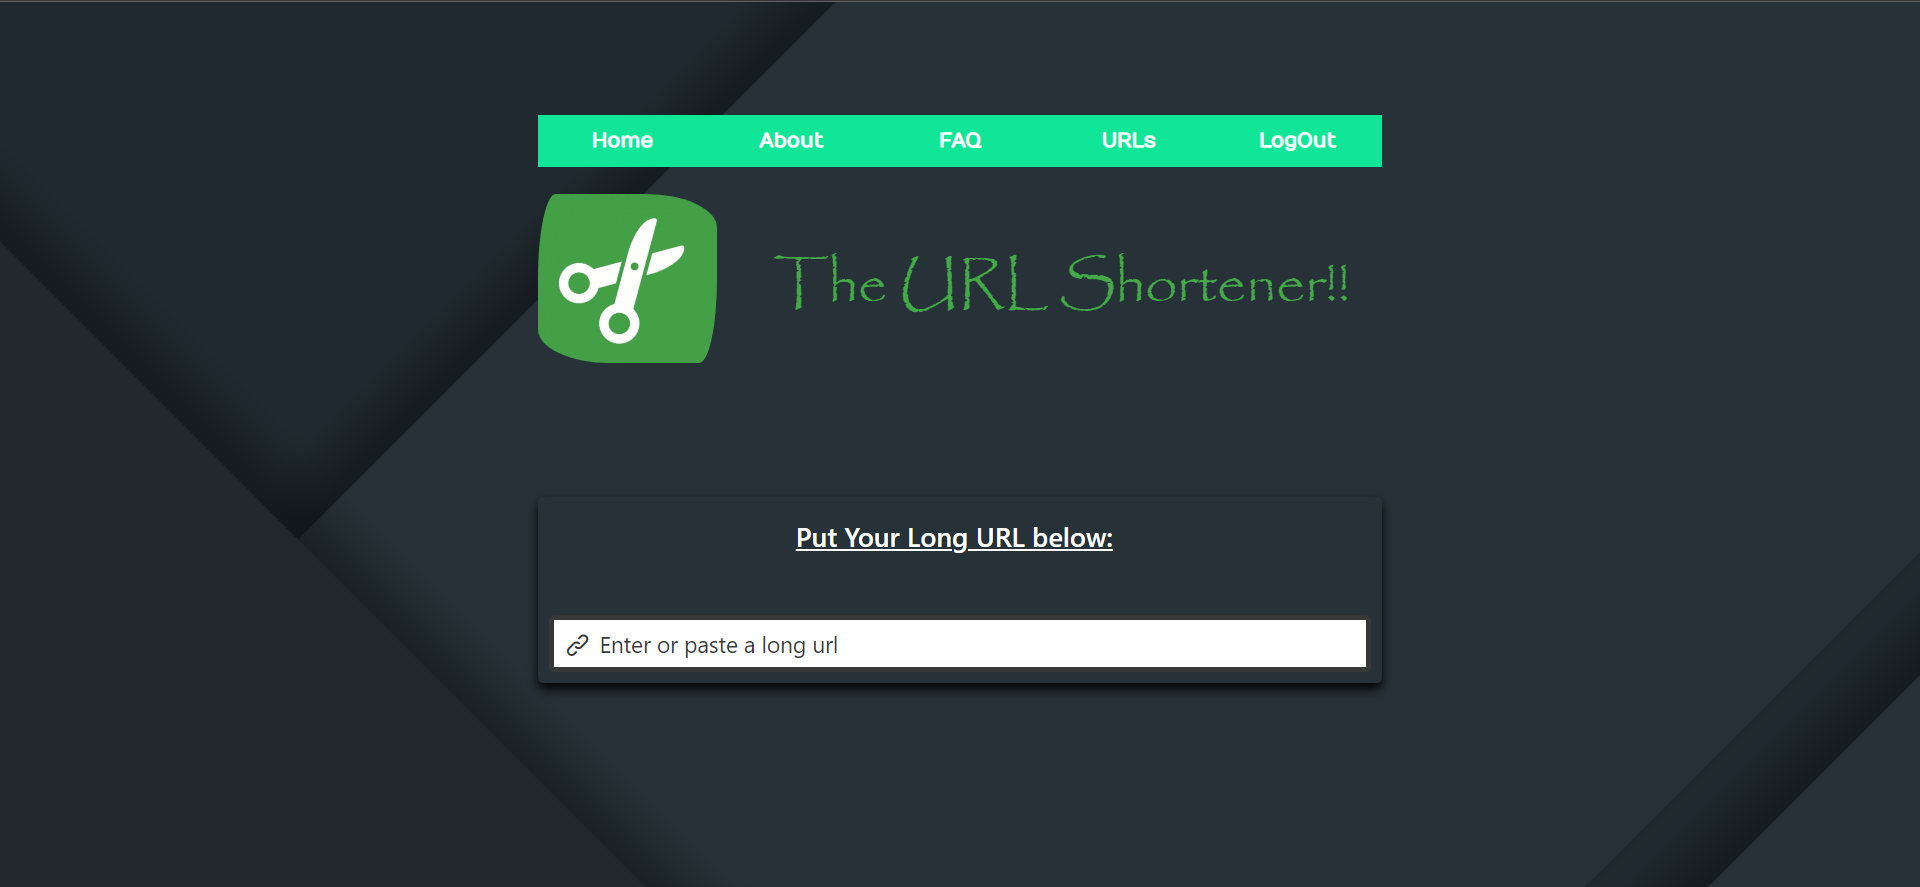 Home About FAQ URLs LogOut
The URL Shortener!!
Put Your Long URL below:
Enter or paste a long url